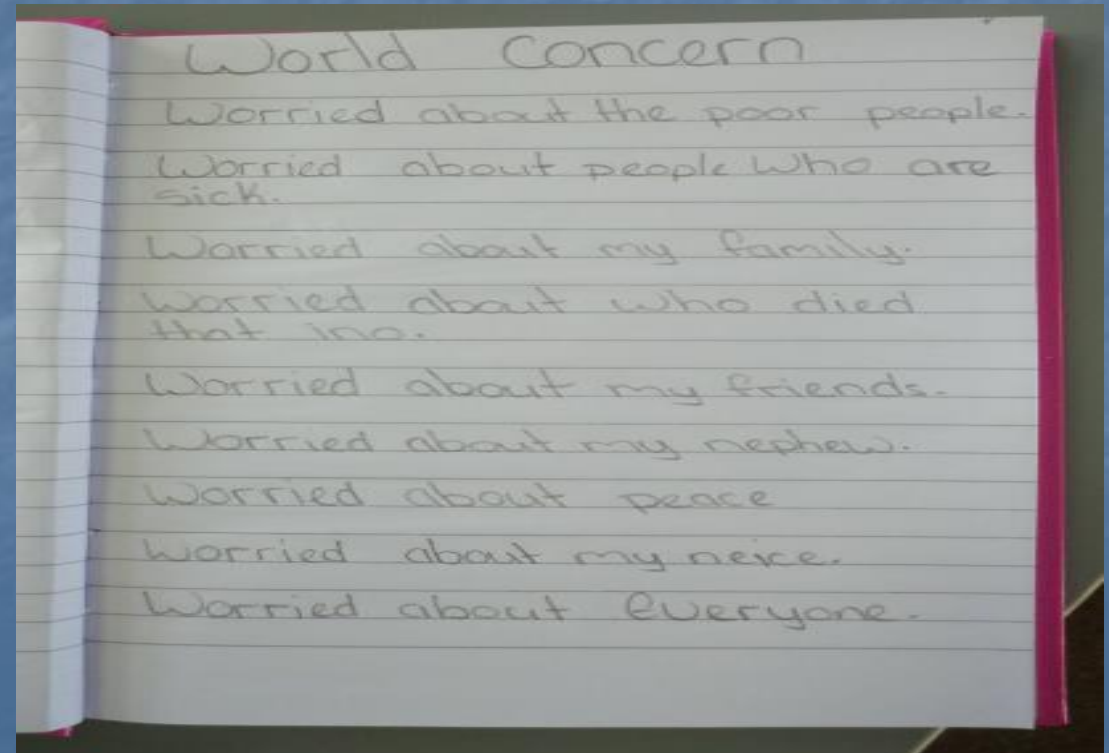 World Concern
Worried about the poor people.
Worried about people who are
sick.
Worried about my family.
Worried about who died
that ino.
Worried about my friends.
Worried about my nephew.
Worried about peace
Worried about my neice.
Worried about everyone.